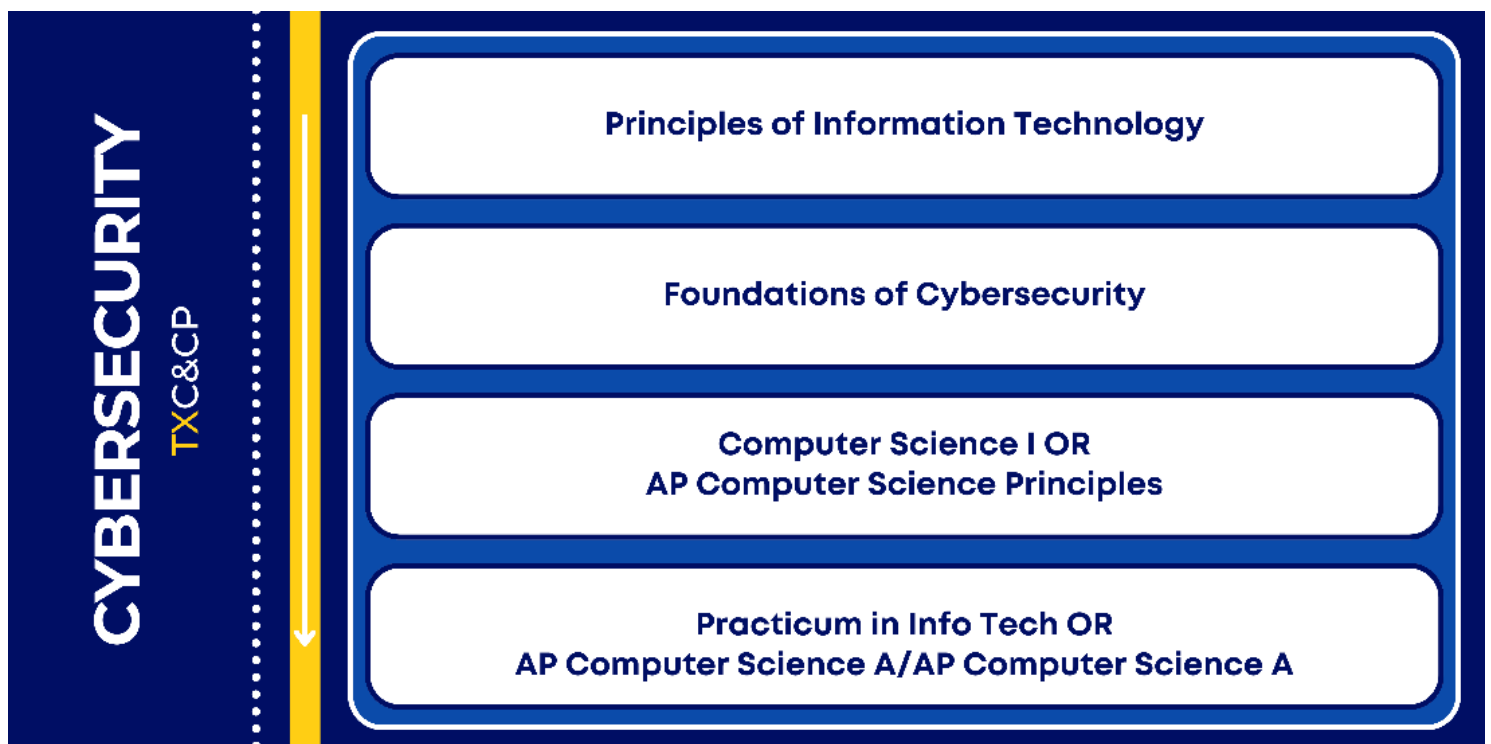 CYBERSECURITY
TXC&CP
Principles of Information Technology
Foundations of Cybersecurity
Computer Science I OR
AP Computer Science Principles
Practicum in Info Tech OR
AP Computer Science A/AP Computer Science A